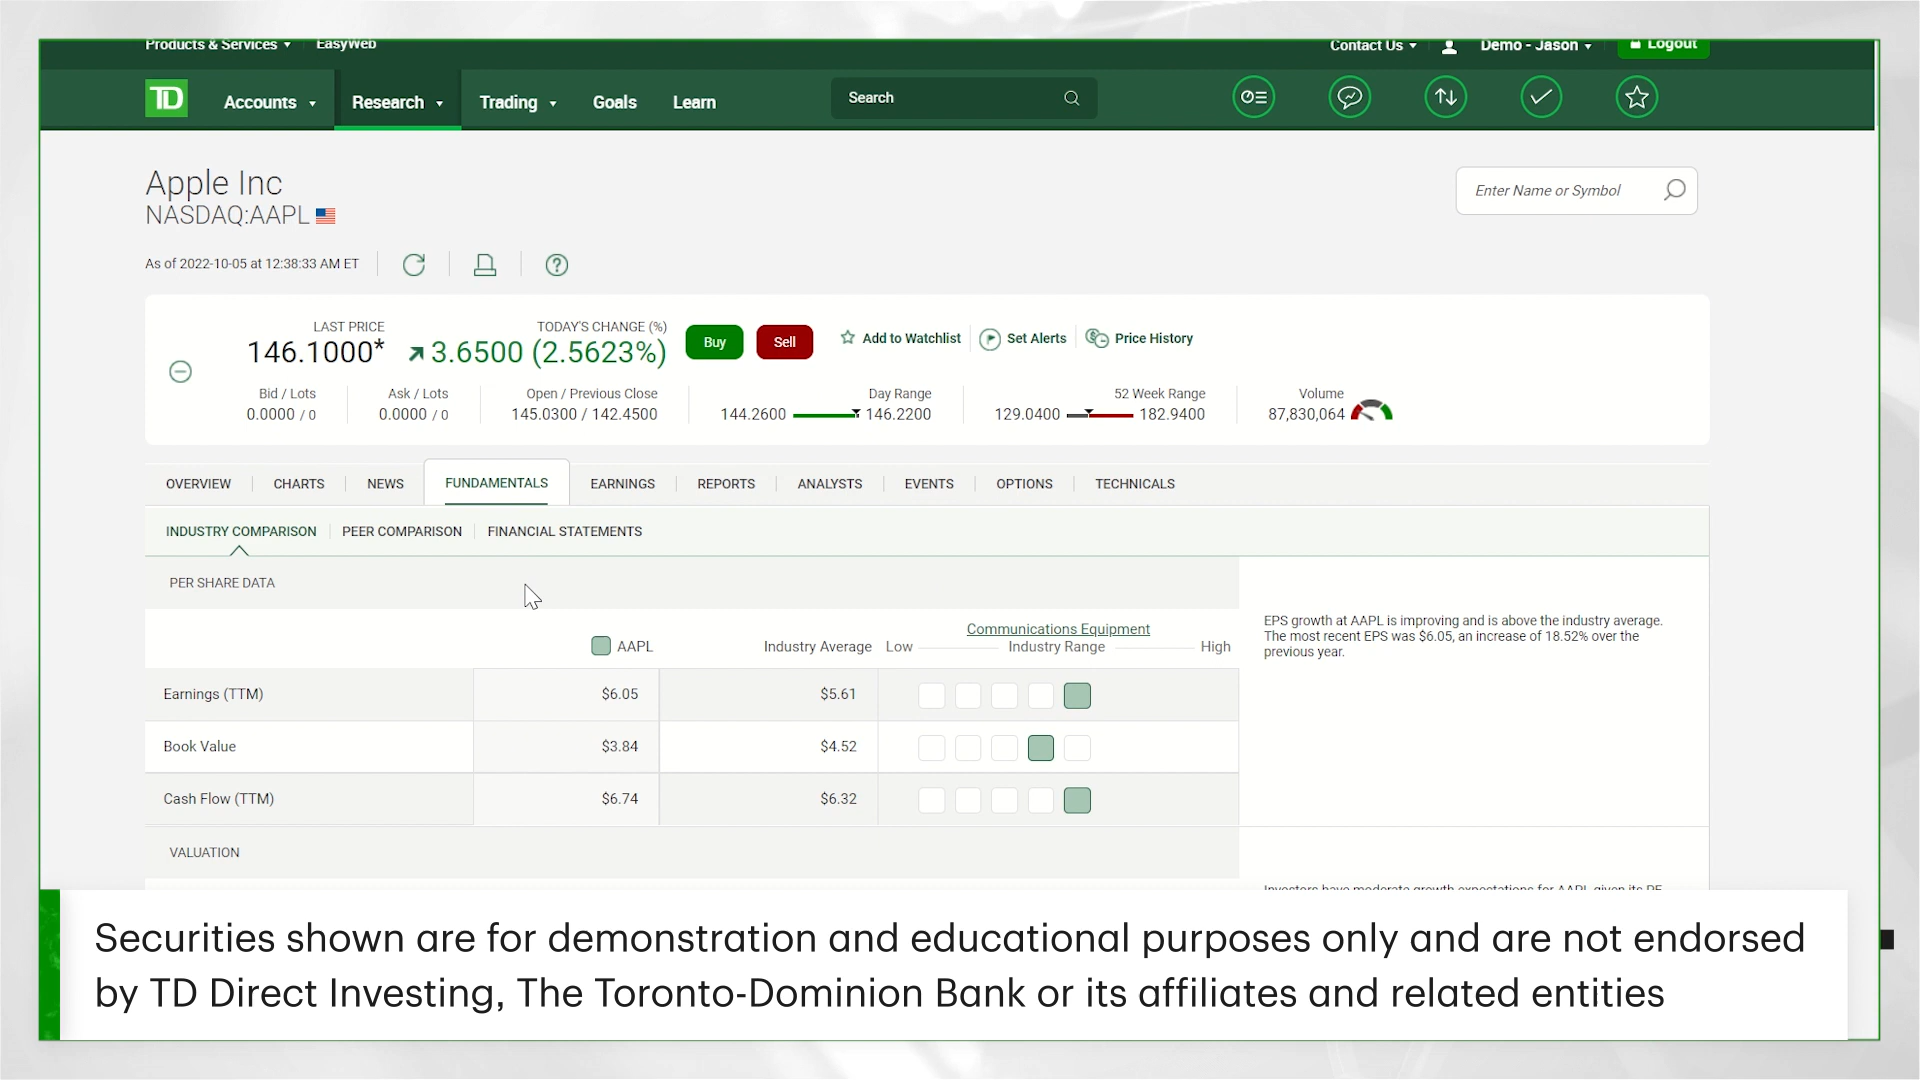 Products & Services EasyWeb Contact Us Demo - Jason Logout
TD Accounts Research Trading Goals Learn Search
Apple Inc
NASDAQ:AAPL
Enter Name or Symbol
As of 2022-10-05 at 12:38:33 AM ET
LAST PRICE TODAY'S CHANGE (%)
146.1000* 3.6500 (2.5623%) Buy Sell Add to Watchlist Set Alerts Price History
Bid / Lots Ask / Lots Open / Previous Close Day Range 52 Week Range Volume
0.0000 / 0 0.0000 / 0 145.0300 / 142.4500 144.2600 146.2200 129.0400 182.9400 87,830,064
OVERVIEW CHARTS NEWS FUNDAMENTALS EARNINGS REPORTS ANALYSTS EVENTS OPTIONS TECHNICALS
INDUSTRY COMPARISON PEER COMPARISON FINANCIAL STATEMENTS
PER SHARE DATA
Communications Equipment
AAPL Industry Average Low Industry Range High
Earnings (TTM) $6.05 $5.61
Book Value $3.84 $4.52
Cash Flow (TTM) $6.74 $6.32
EPS growth at AAPL is improving and is above the industry average.
The most recent EPS was $6.05, an increase of 18.52% over the
previous year.
VALUATION
Investors have moderate growth expectations for AAPL given its PE
Securities shown are for demonstration and educational purposes only and are not endorsed
by TD Direct Investing, The Toronto-Dominion Bank or its affiliates and related entities